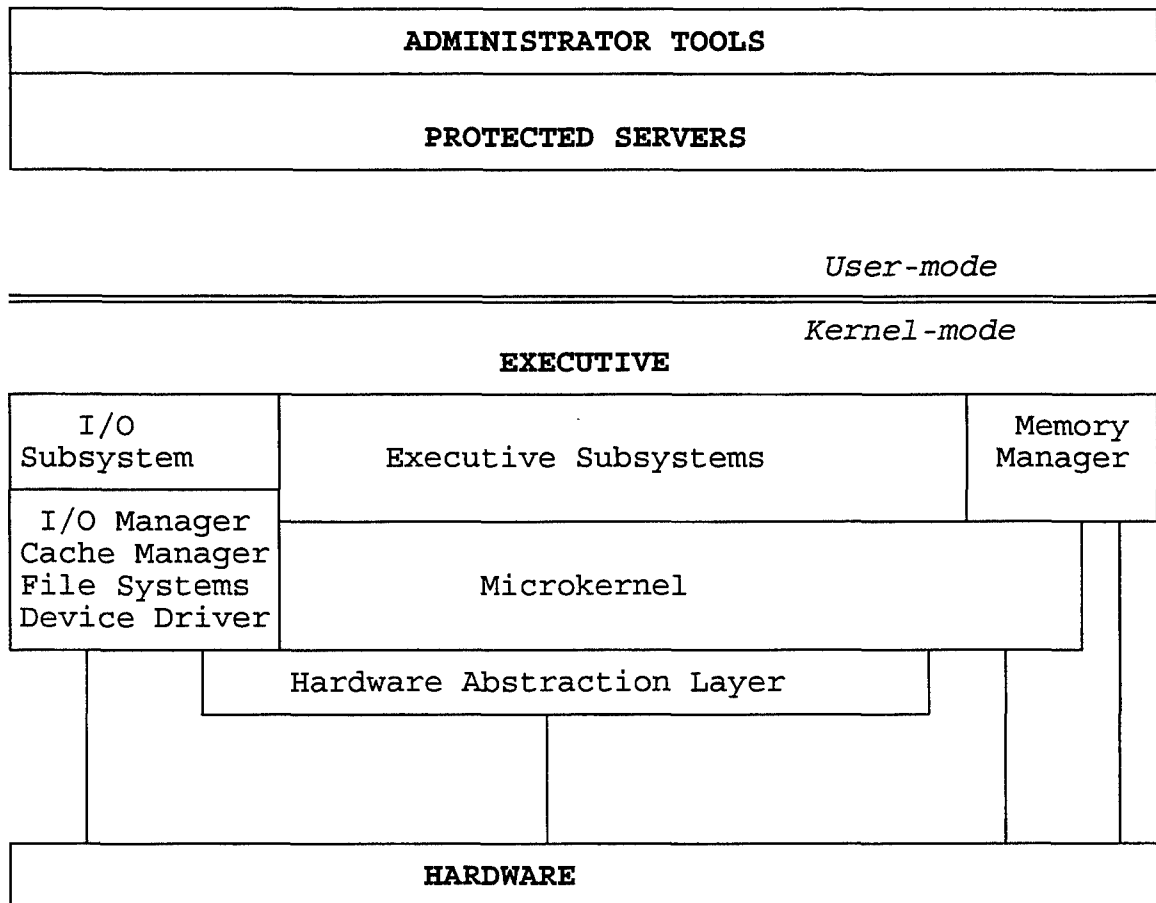 ADMINISTRATOR TOOLS
PROTECTED SERVERS
User-mode
Kernel-mode
EXECUTIVE
I/O
Subsystem
Executive Subsystems
Memory
Manager
I/O Manager
Cache Manager
File Systems
Device Driver
Microkernel
Hardware Abstraction Layer
HARDWARE